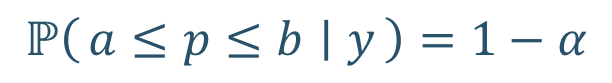 ℙ( a ≤ p ≤ b | y ) = 1 − α